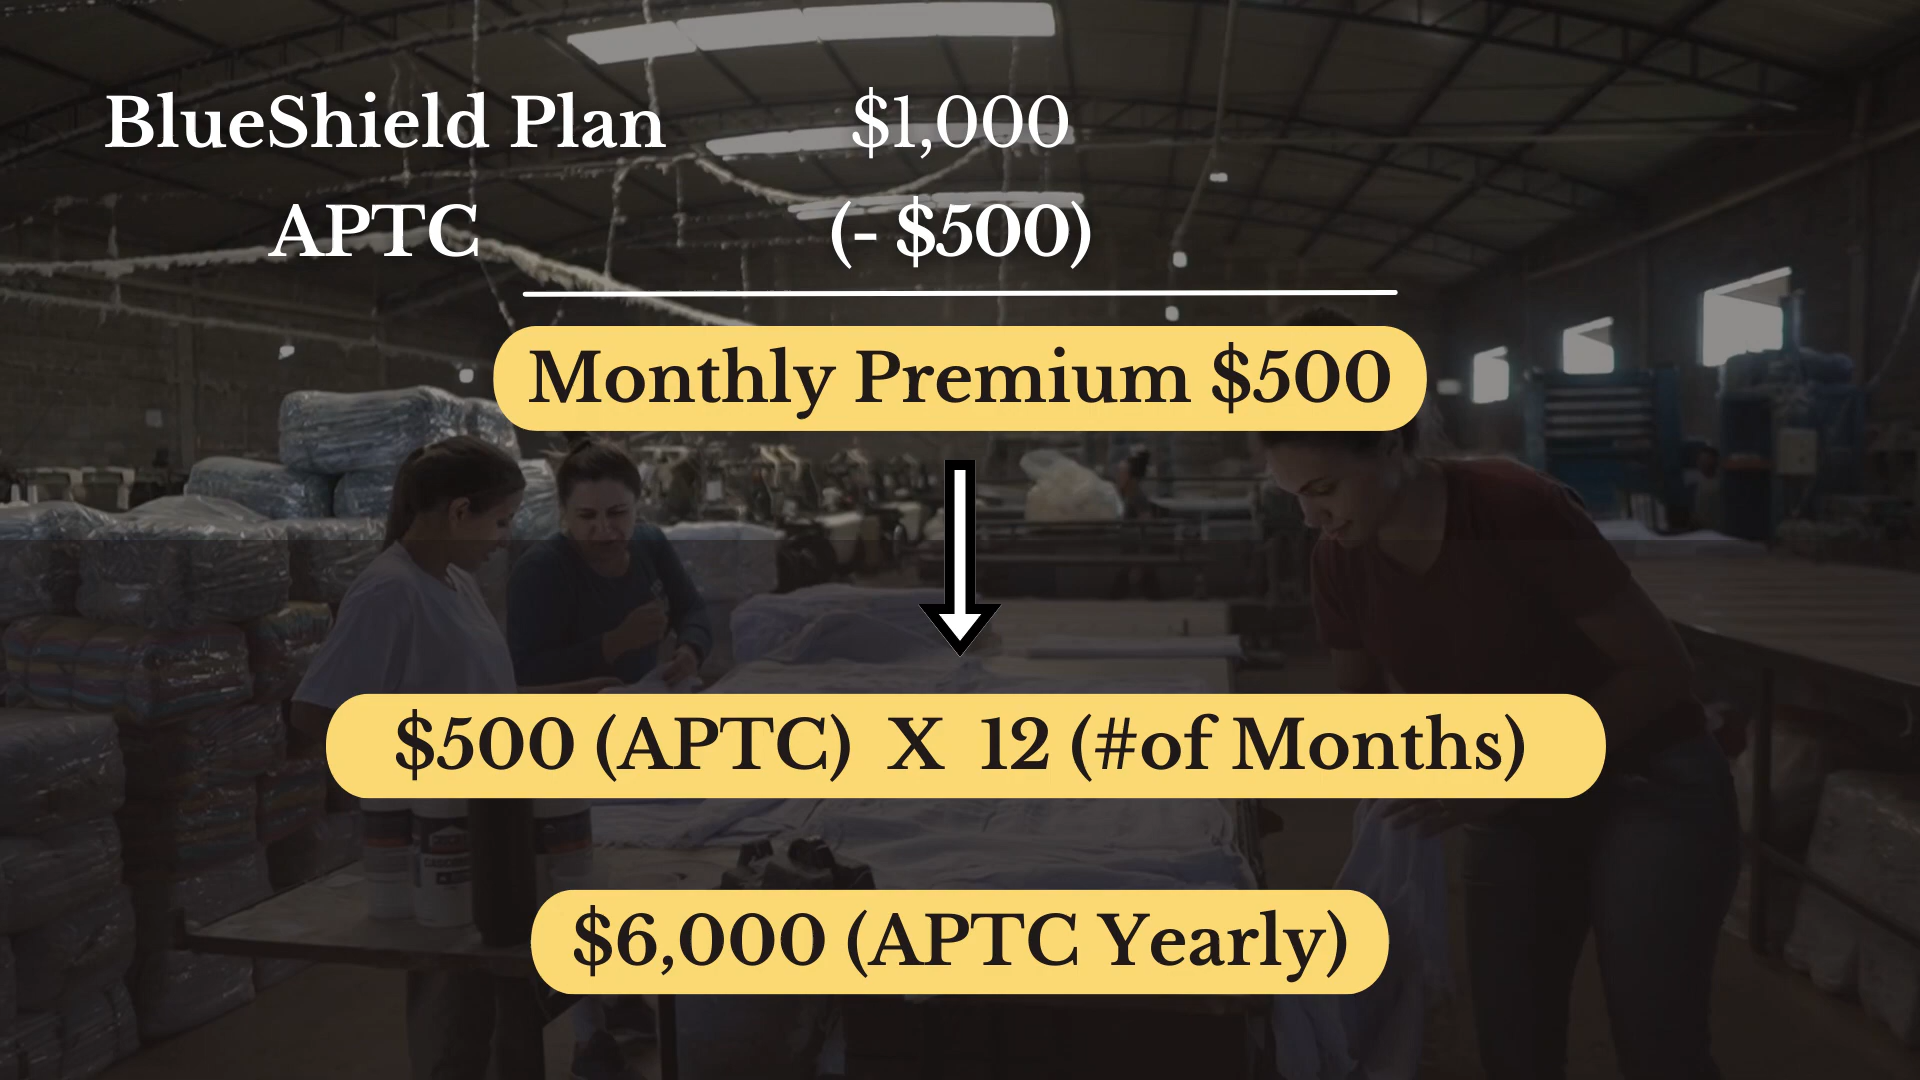 BlueShield Plan $1,000
APTC (- $500)
Monthly Premium $500
$500 (APTC) X 12 (#of Months)
$6,000 (APTC Yearly)